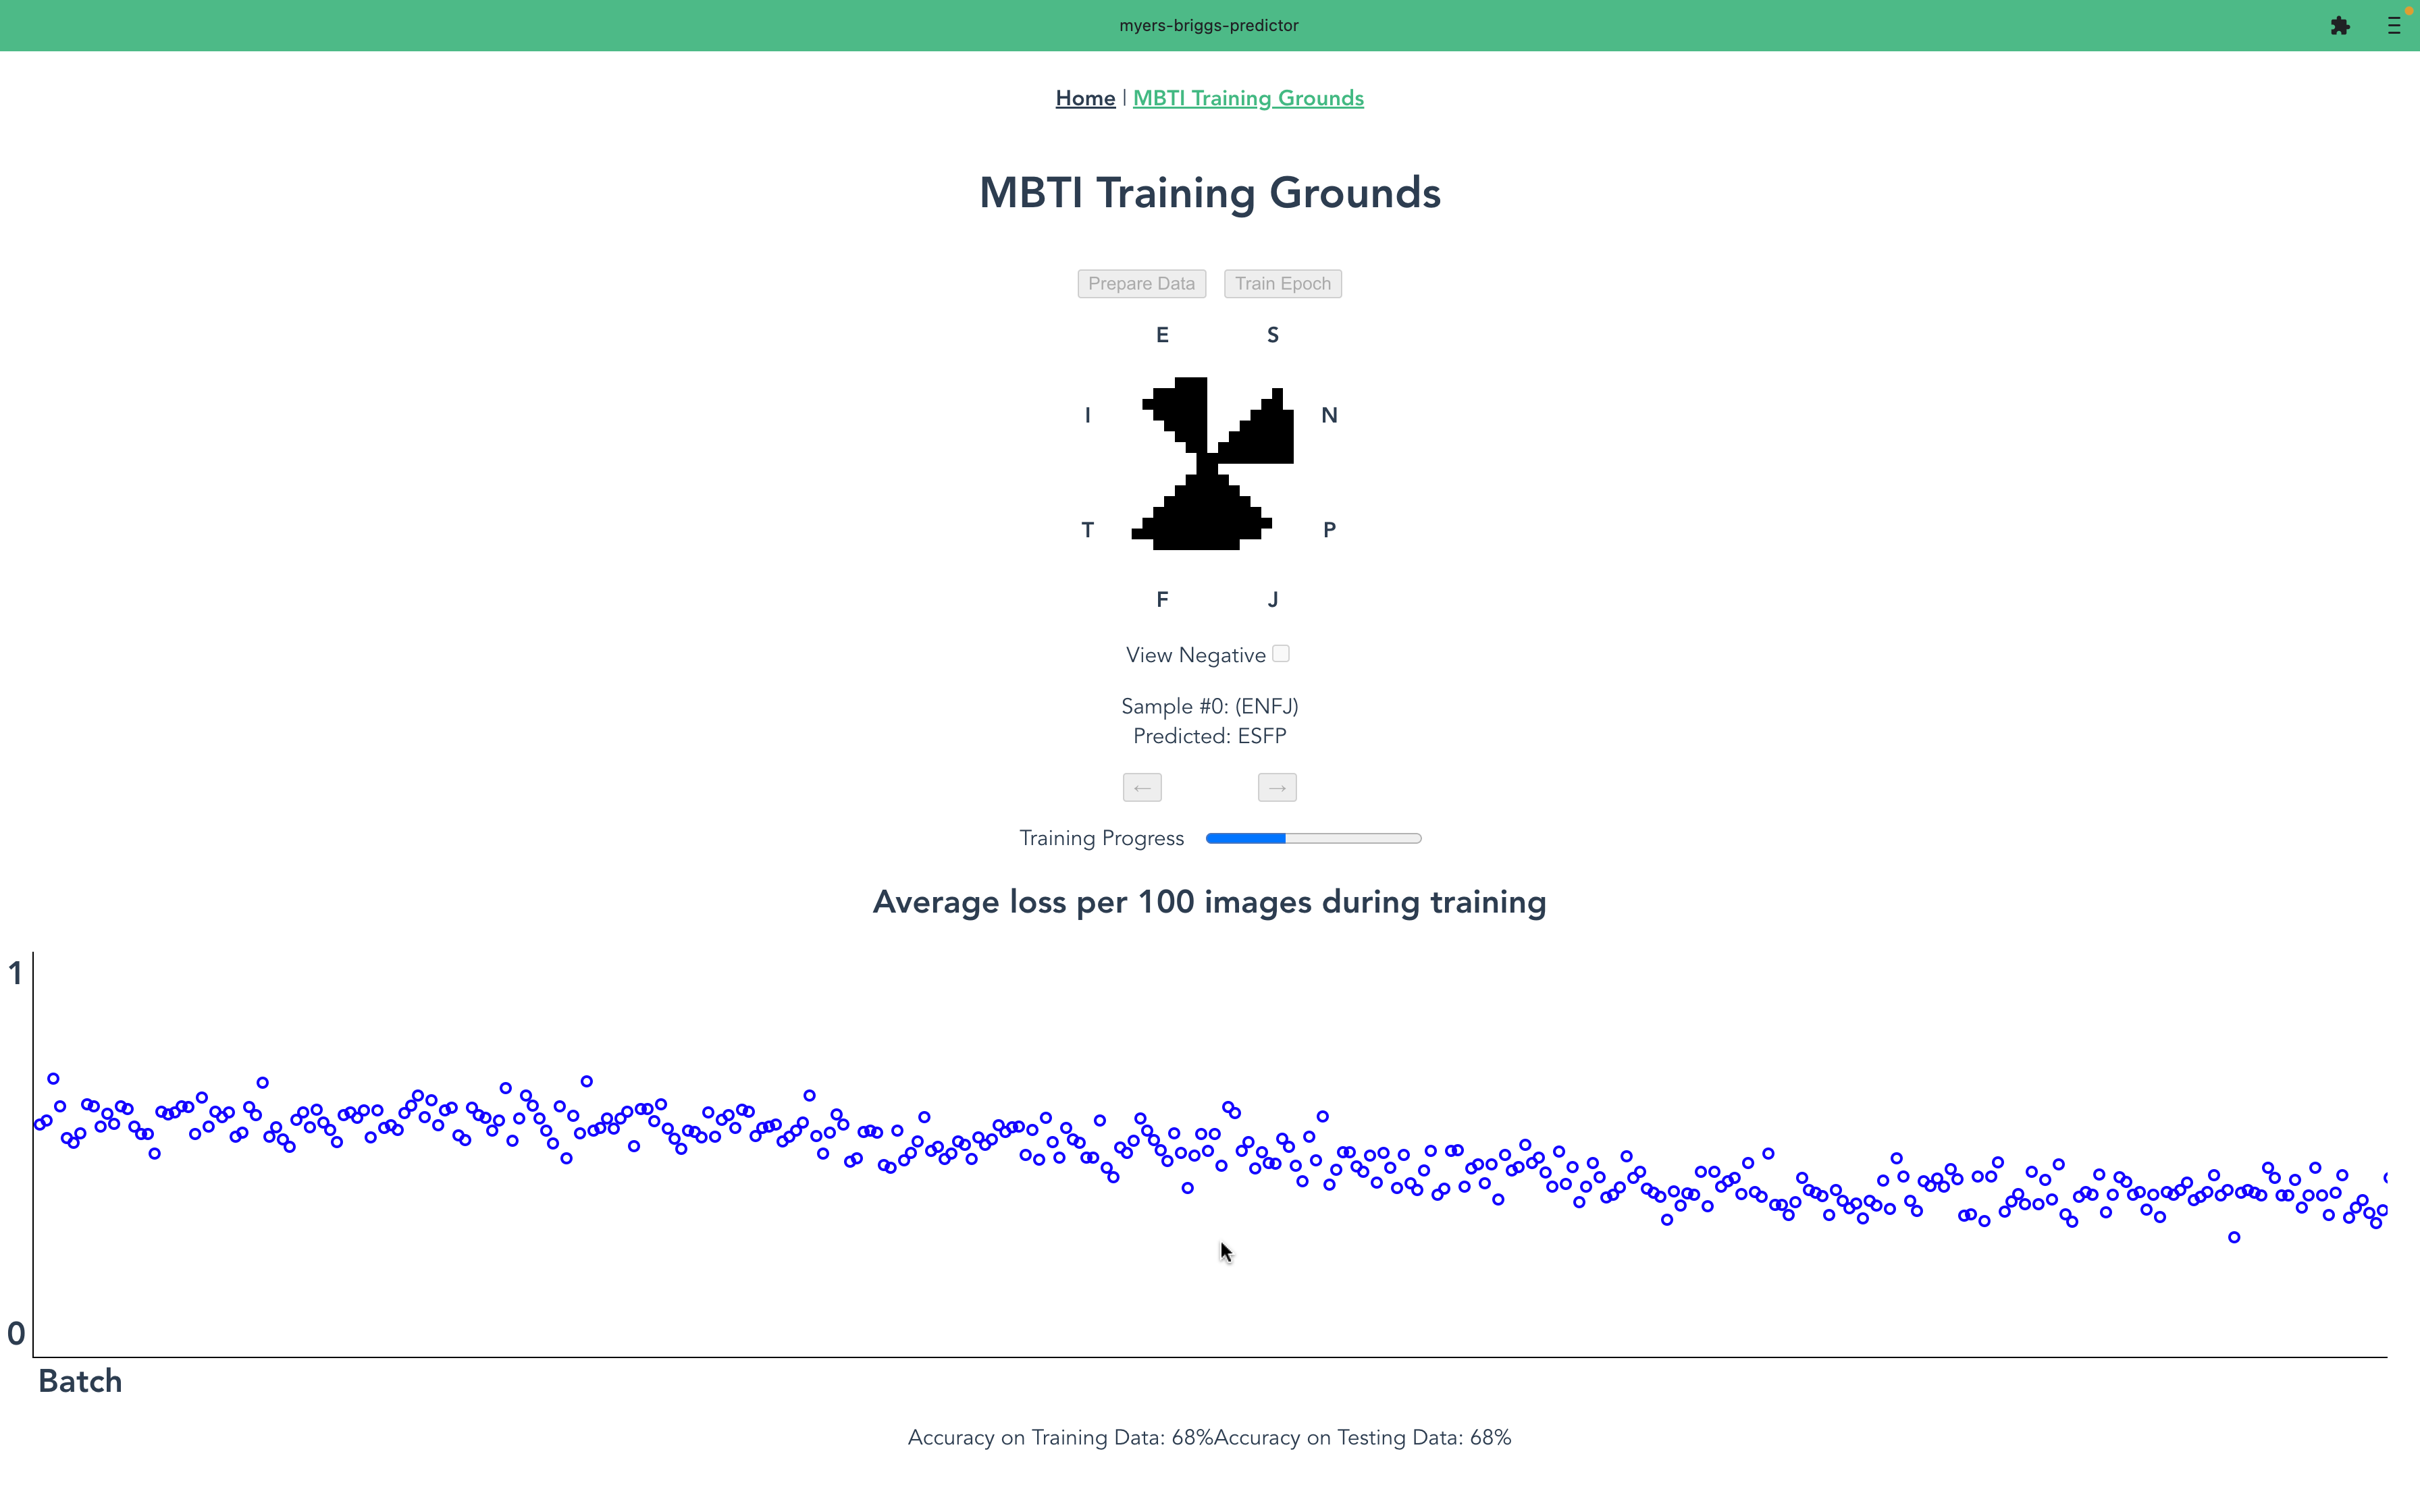 myers-briggs-predictor
Home | MBTI Training Grounds
MBTI Training Grounds
Prepare Data Train Epoch
E S
I N
T P
F J
View Negative
Sample #0: (ENFJ)
Predicted: ESFP
← →
Training Progress
Average loss per 100 images during training
1
0
Batch
Accuracy on Training Data: 68%Accuracy on Testing Data: 68%